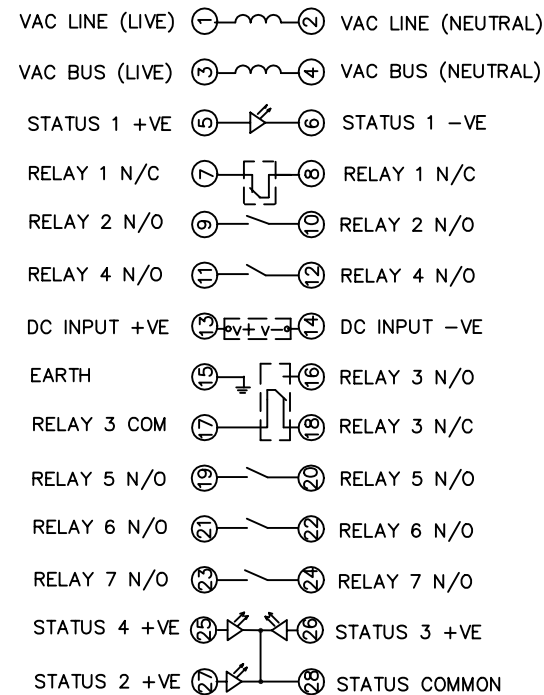 VAC LINE (LIVE) 1 2 VAC LINE (NEUTRAL)
VAC BUS (LIVE) 3 4 VAC BUS (NEUTRAL)
STATUS 1 +VE 5 6 STATUS 1 −VE
RELAY 1 N/C 7 8 RELAY 1 N/C
RELAY 2 N/O 9 10 RELAY 2 N/O
RELAY 4 N/O 11 12 RELAY 4 N/O
DC INPUT +VE 13 V+ V− 14 DC INPUT −VE
EARTH 15 16 RELAY 3 N/O
RELAY 3 COM 17 18 RELAY 3 N/C
RELAY 5 N/O 19 20 RELAY 5 N/O
RELAY 6 N/O 21 22 RELAY 6 N/O
RELAY 7 N/O 23 24 RELAY 7 N/O
STATUS 4 +VE 25 26 STATUS 3 +VE
STATUS 2 +VE 27 28 STATUS COMMON